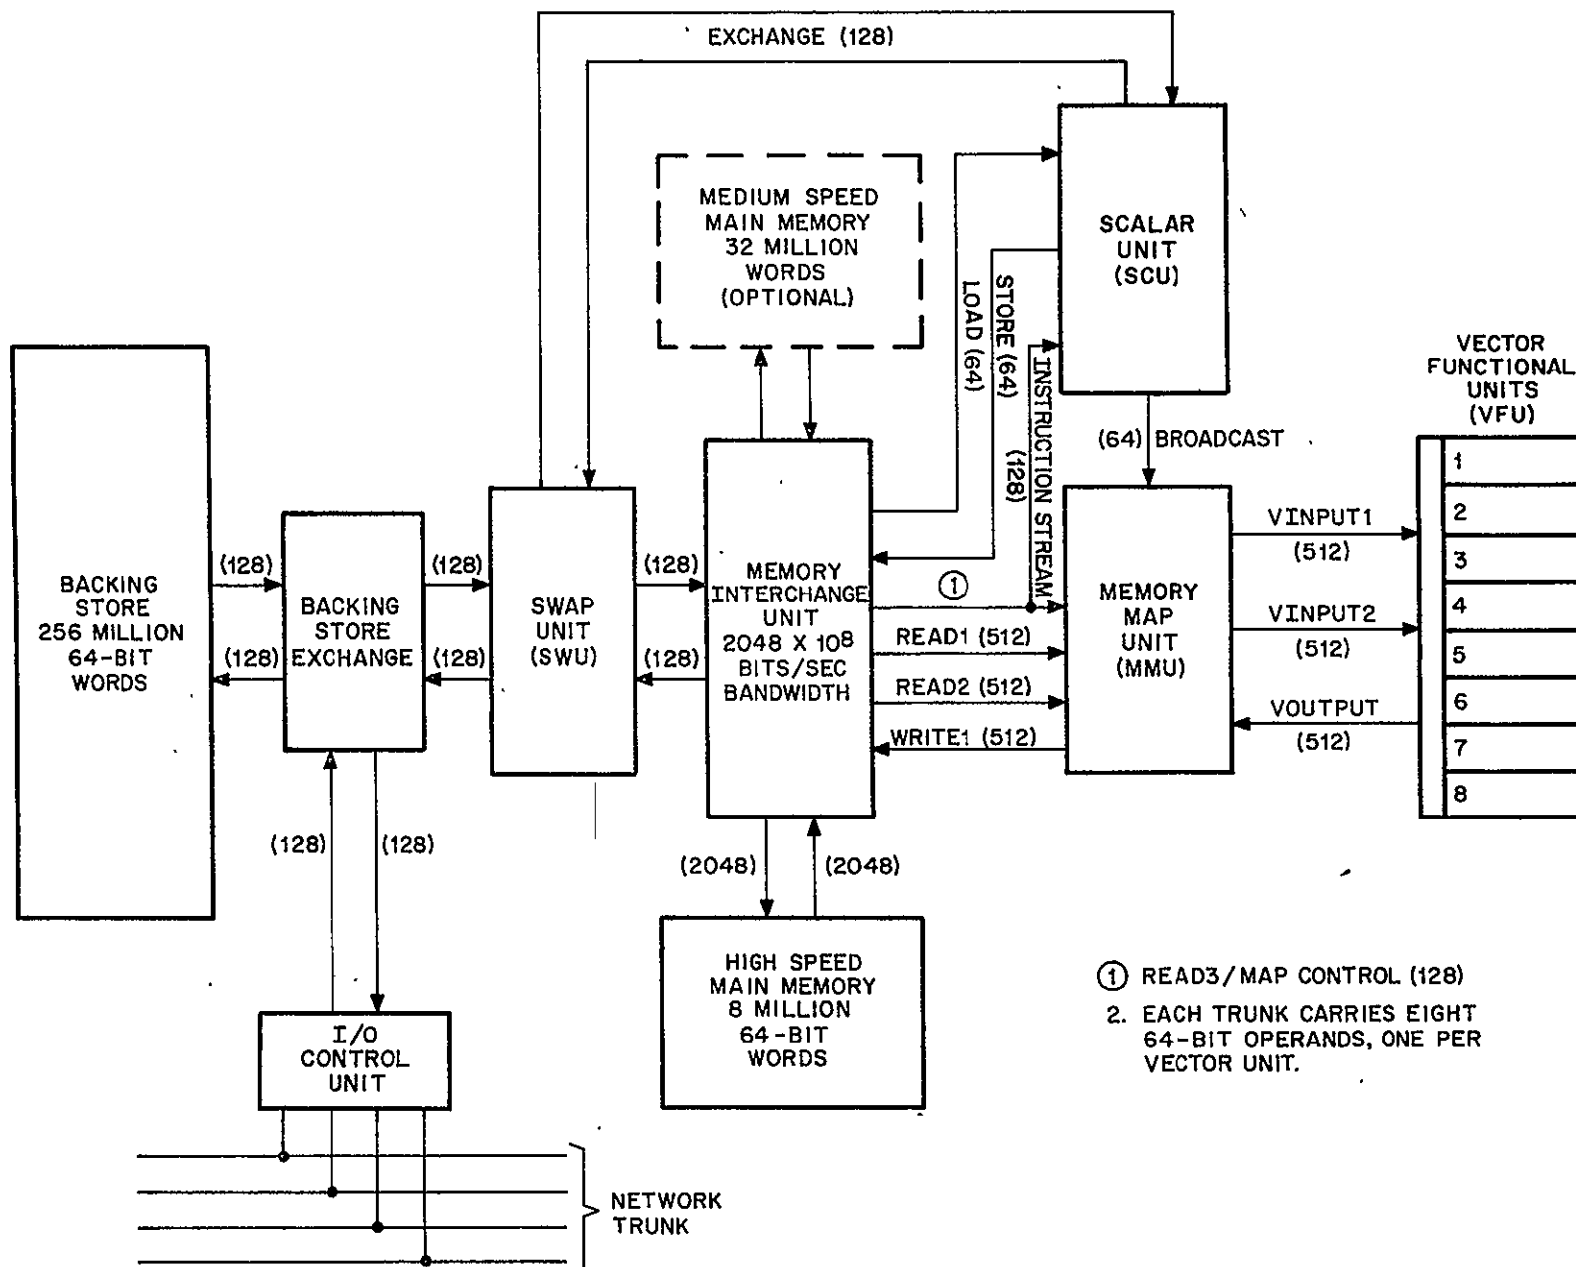 EXCHANGE (128)
MEDIUM SPEED
MAIN MEMORY
32 MILLION
WORDS
(OPTIONAL)
SCALAR
UNIT
(SCU)
LOAD (64)
STORE (64)
INSTRUCTION STREAM
(128)
(64) BROADCAST
VECTOR
FUNCTIONAL
UNITS
(VFU)
1
2
3
4
5
6
7
8
BACKING
STORE
256 MILLION
64-BIT
WORDS
(128)
(128)
BACKING
STORE
EXCHANGE
(128)
(128)
SWAP
UNIT
(SWU)
(128)
(128)
MEMORY
INTERCHANGE
UNIT
2048 X 10⁸
BITS/SEC
BANDWIDTH
①
READ1 (512)
READ2 (512)
WRITE1 (512)
MEMORY
MAP
UNIT
(MMU)
VINPUT1
(512)
VINPUT2
(512)
VOUTPUT
(512)
(128)
(128)
(2048)
(2048)
HIGH SPEED
MAIN MEMORY
8 MILLION
64-BIT
WORDS
I/O
CONTROL
UNIT
NETWORK
TRUNK
① READ3/MAP CONTROL (128)
2. EACH TRUNK CARRIES EIGHT
64-BIT OPERANDS, ONE PER
VECTOR UNIT.